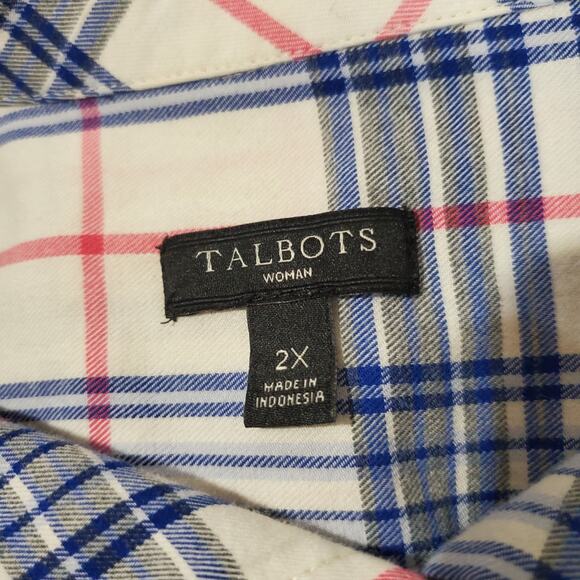 TALBOTS
WOMAN
2X
MADE IN
INDONESIA